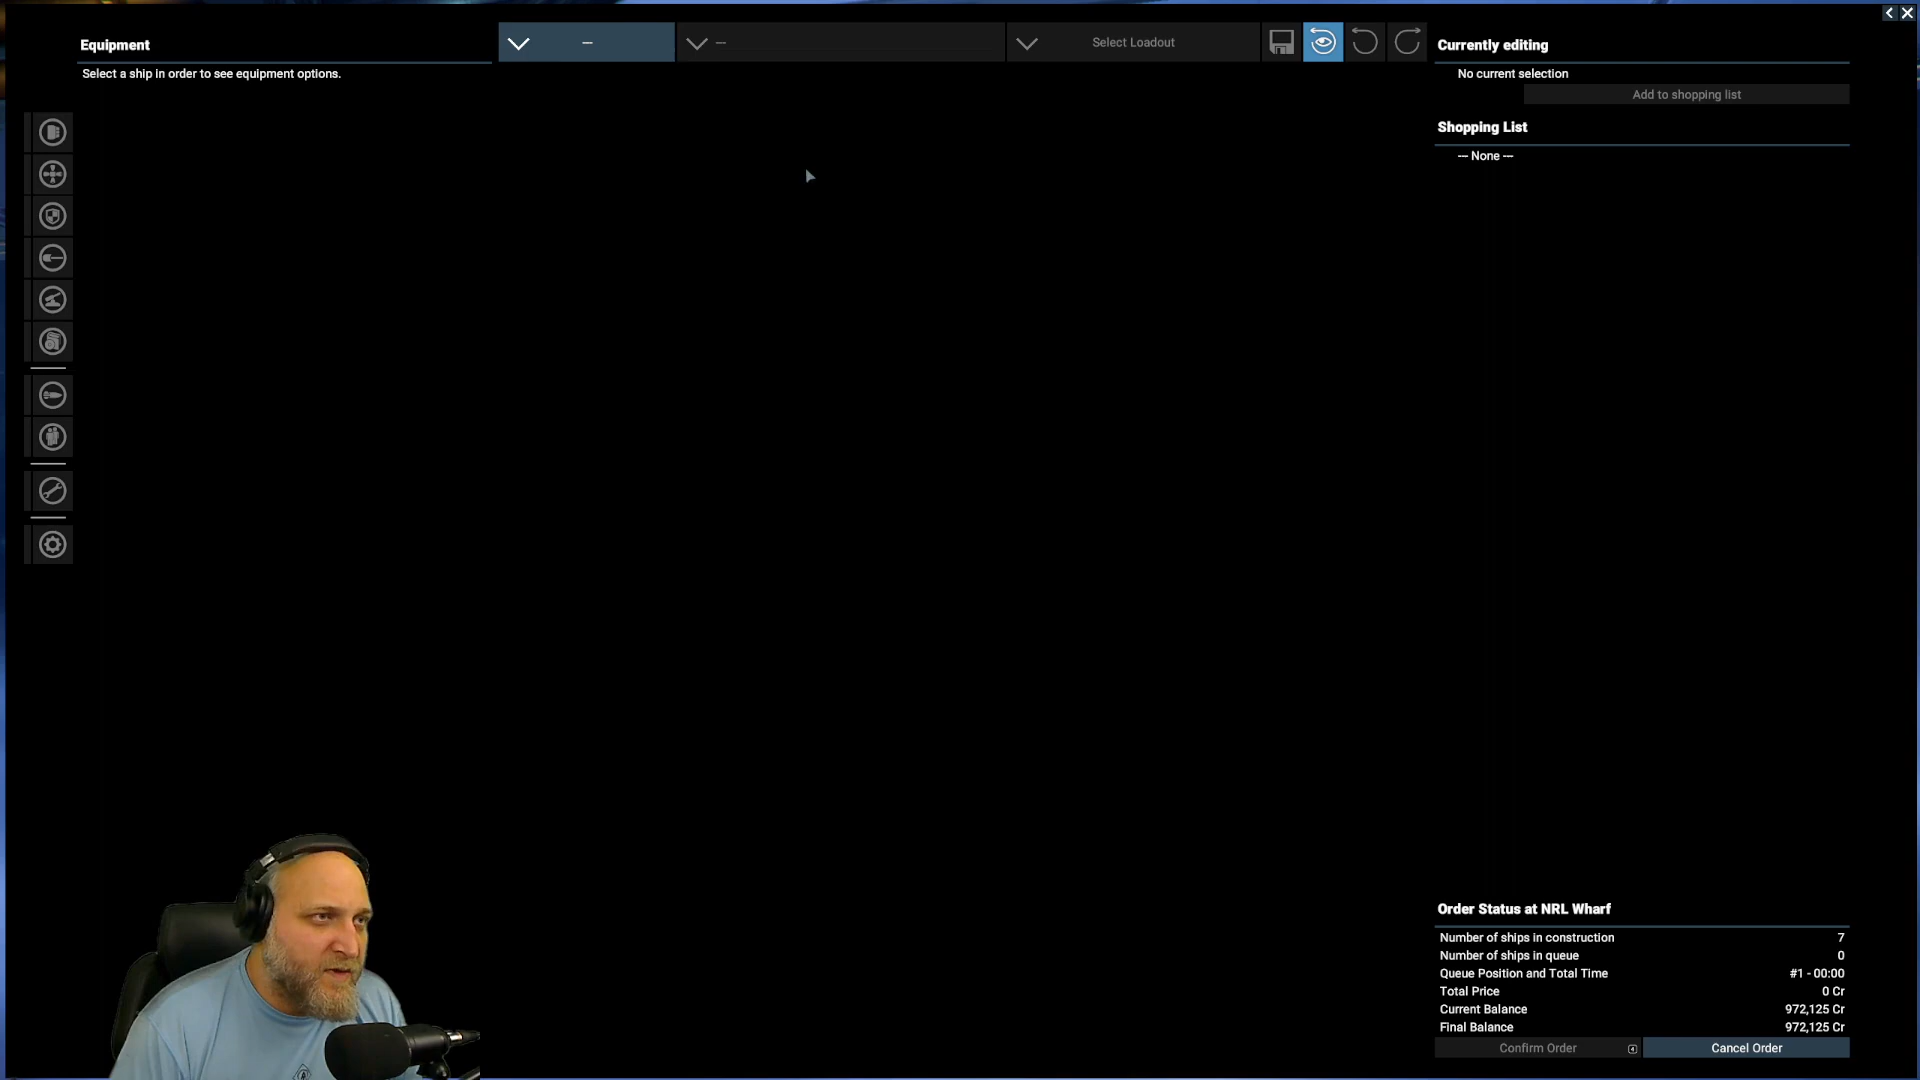 Equipment
Select a ship in order to see equipment options.
--
--
Select Loadout
Currently editing
No current selection
Add to shopping list
Shopping List
--- None ---
Order Status at NRL Wharf
Number of ships in construction 7
Number of ships in queue 0
Queue Position and Total Time #1 - 00:00
Total Price 0 Cr
Current Balance 972,125 Cr
Final Balance 972,125 Cr
Confirm Order
Cancel Order